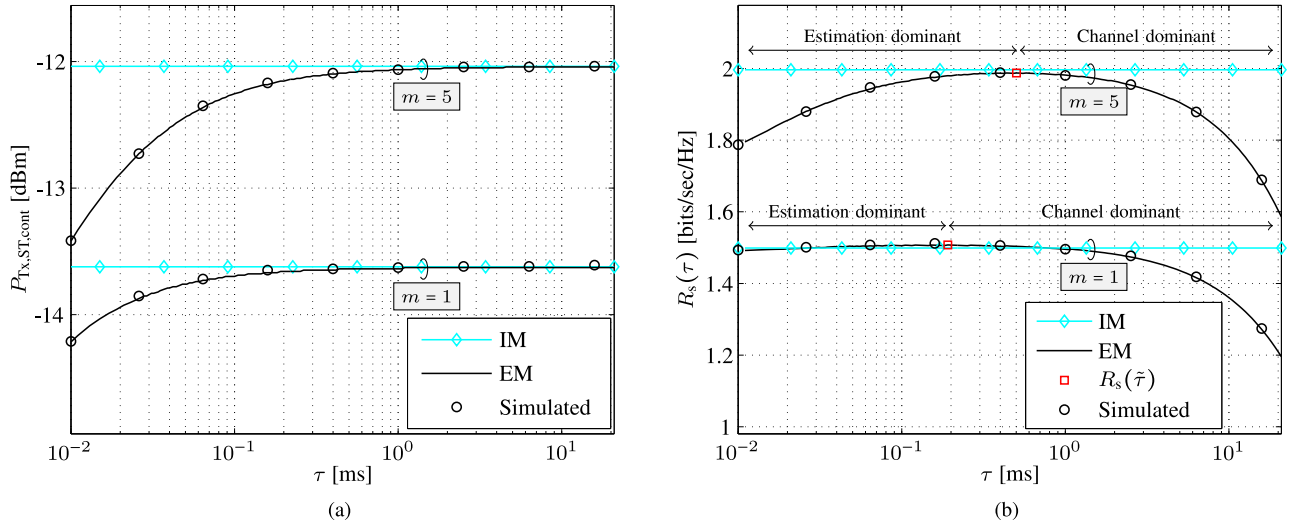 -12
-13
-14
P_Tx,ST,cont [dBm]
m = 5
m = 1
IM
EM
Simulated
10^-2
10^-1
10^0
10^1
τ [ms]
(a)
Estimation dominant
Channel dominant
2
1.8
1.6
1.4
1.2
1
R_s(τ) [bits/sec/Hz]
m = 5
Estimation dominant
Channel dominant
m = 1
IM
EM
R_s(τ̃)
Simulated
10^-2
10^-1
10^0
10^1
τ [ms]
(b)